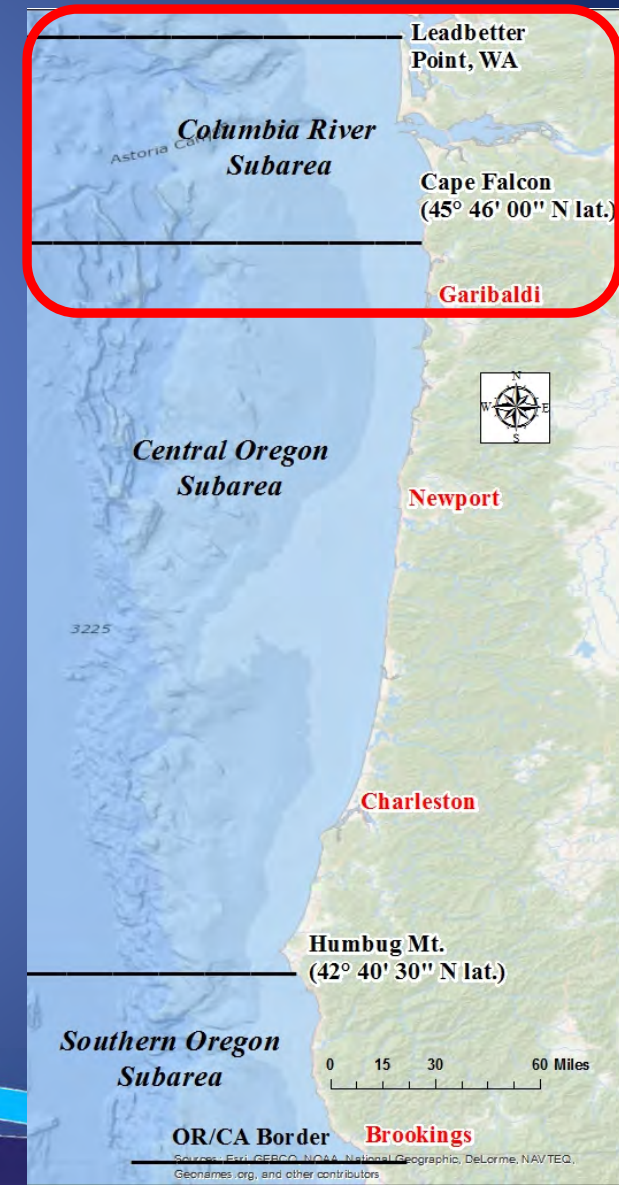 Leadbetter
Point, WA
Columbia River
Subarea
Astoria Can
Cape Falcon
(45° 46' 00" N lat.)
Garibaldi
N
W
E
S
Central Oregon
Subarea
Newport
3225
Charleston
Humbug Mt.
(42° 40' 30" N lat.)
Southern Oregon
Subarea
0 15 30 60 Miles
OR/CA Border
Brookings
Sources: Esri, GEBCO, NOAA, National Geographic, DeLorme, NAVTEQ,
Geonames.org, and other contributors